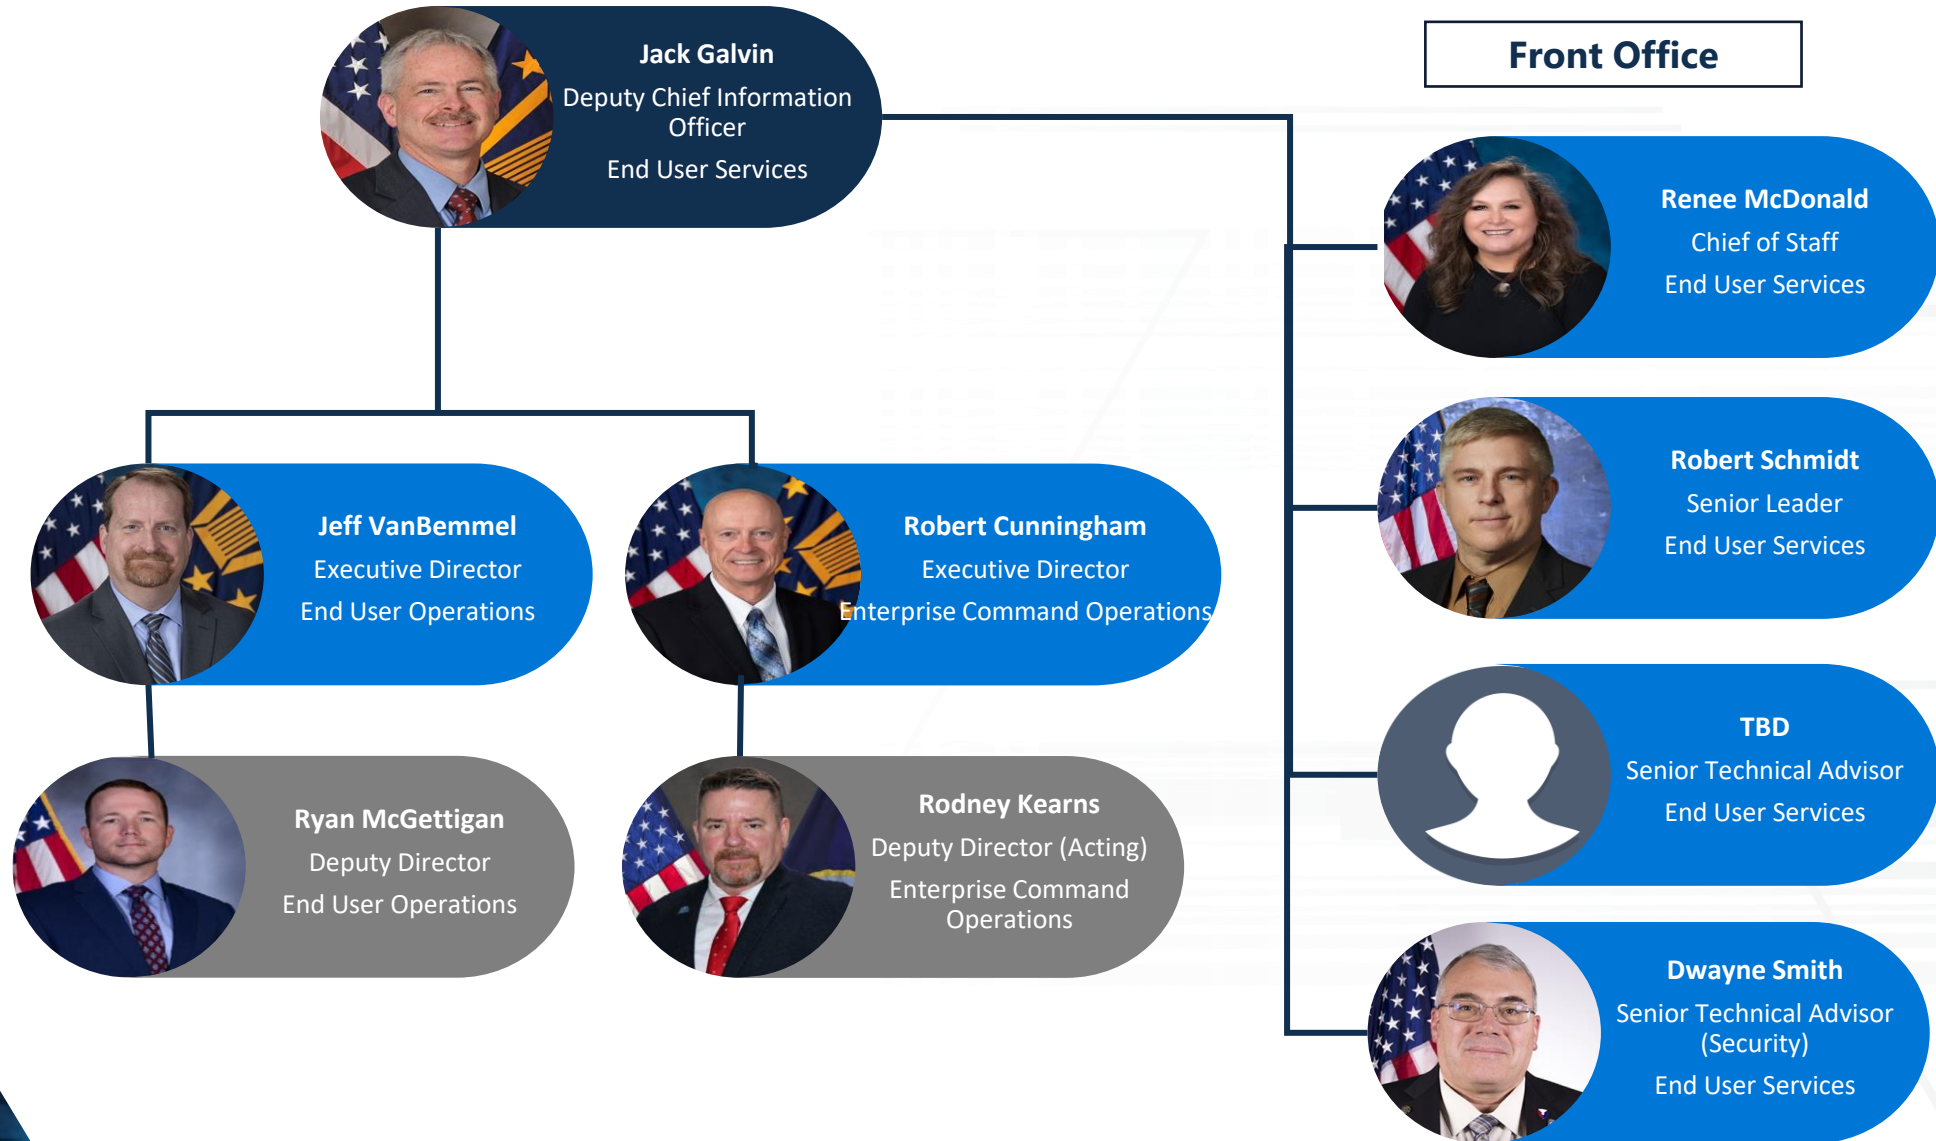 Jack Galvin
Deputy Chief Information
Officer
End User Services
Front Office
Renee McDonald
Chief of Staff
End User Services
Robert Schmidt
Senior Leader
End User Services
TBD
Senior Technical Advisor
End User Services
Dwayne Smith
Senior Technical Advisor
(Security)
End User Services
Jeff VanBemmel
Executive Director
End User Operations
Robert Cunningham
Executive Director
Enterprise Command Operations
Ryan McGettigan
Deputy Director
End User Operations
Rodney Kearns
Deputy Director (Acting)
Enterprise Command
Operations